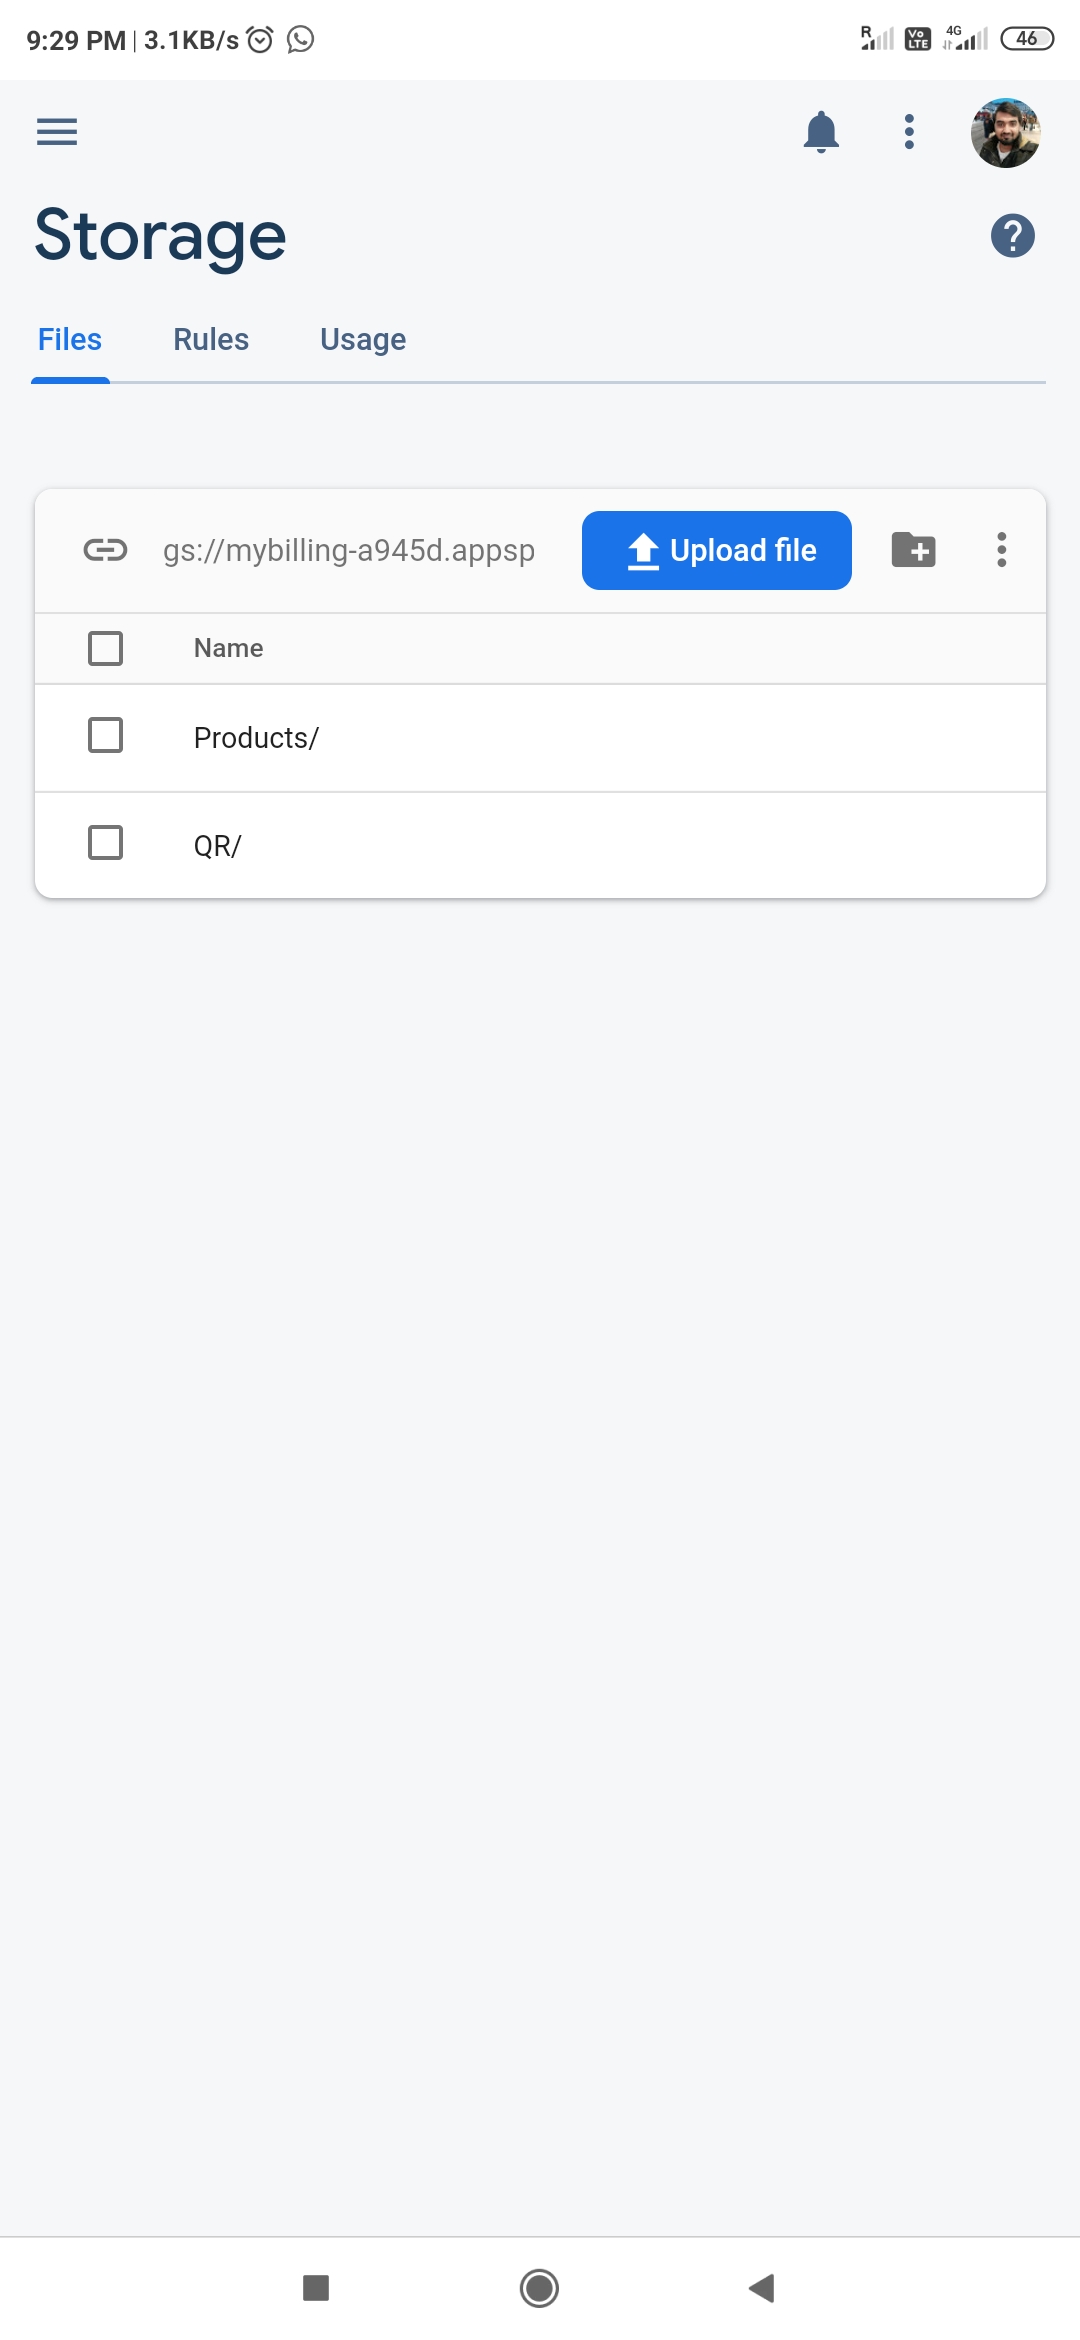 9:29 PM | 3.1KB/s R Vo LTE 4G 46
Storage
Files Rules Usage
gs://mybilling-a945d.appsp Upload file
Name
Products/
QR/